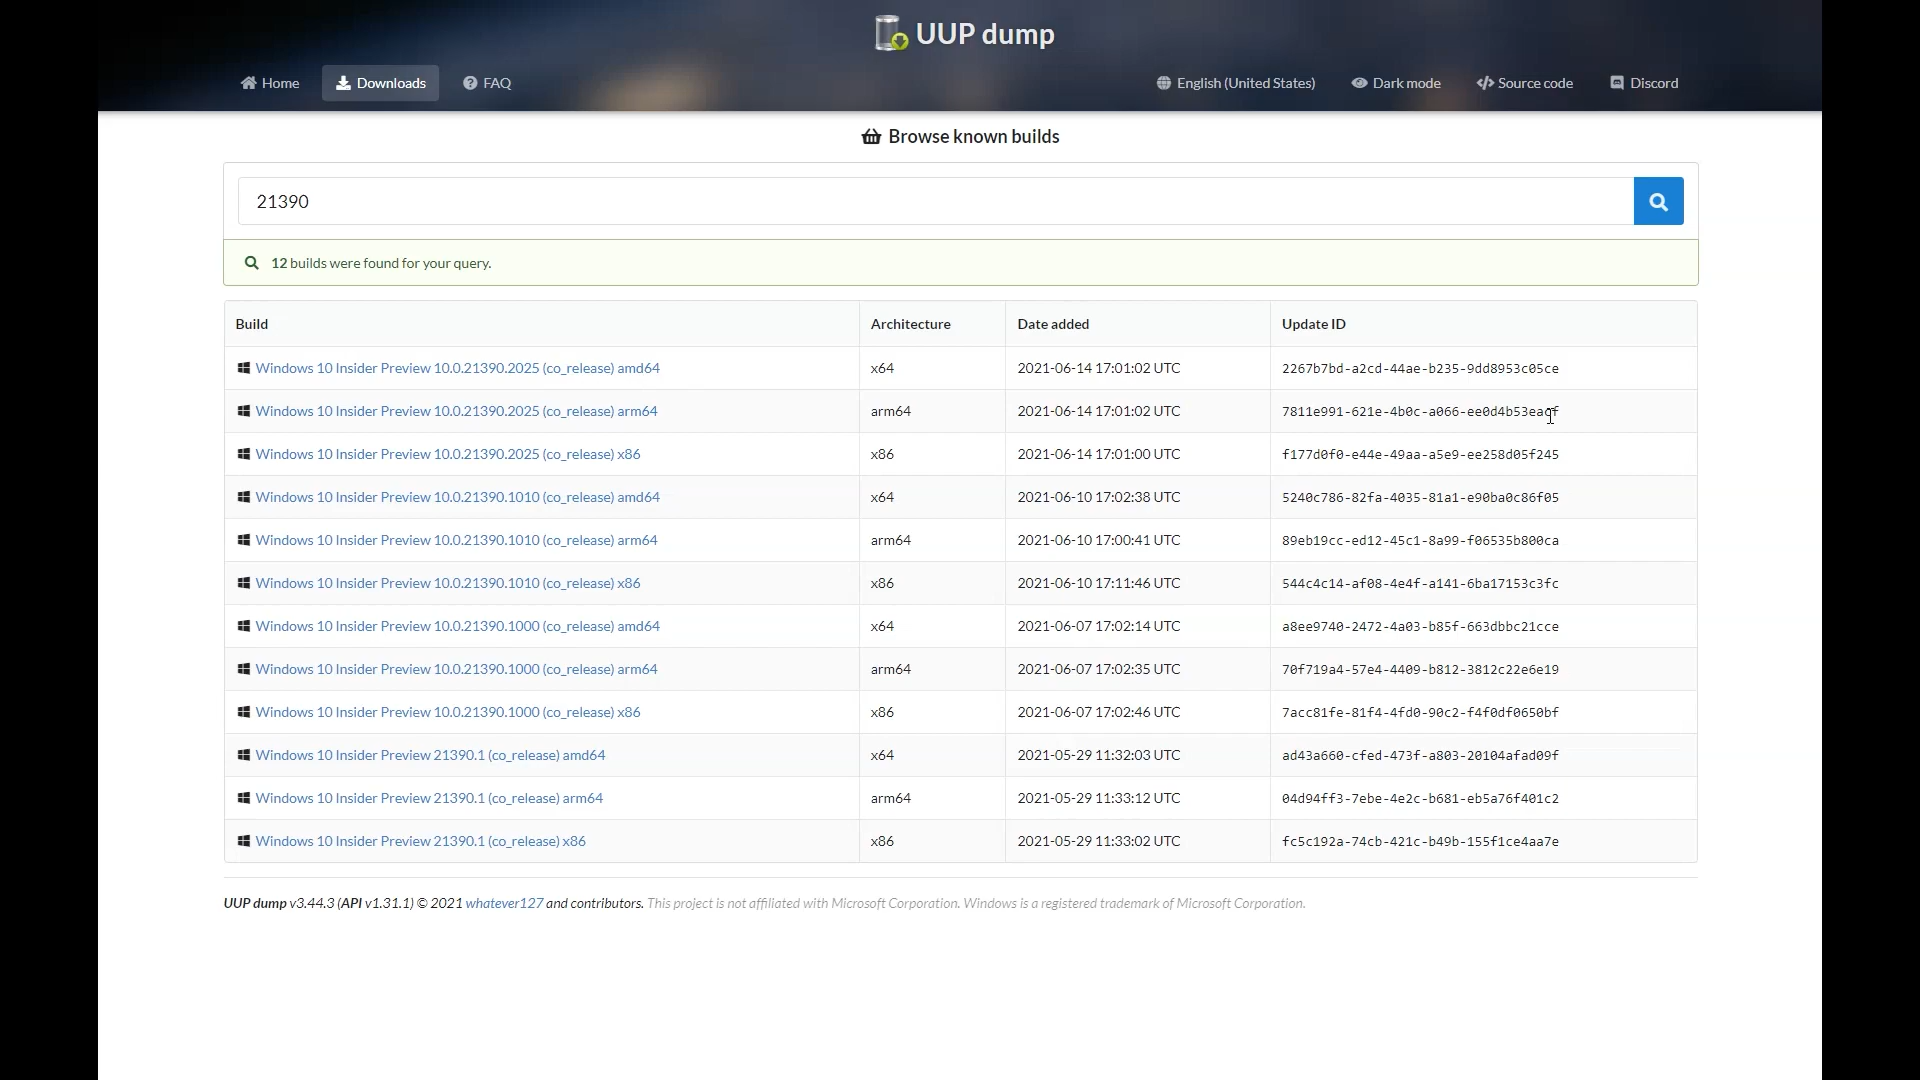 UUP dump
Home Downloads FAQ English (United States) Dark mode Source code Discord
Browse known builds
21390
12 builds were found for your query.
Build Architecture Date added Update ID
Windows 10 Insider Preview 10.0.21390.2025 (co_release) amd64 x64 2021-06-14 17:01:02 UTC 2267b7bd-a2cd-44ae-b235-9dd8953c05ce
Windows 10 Insider Preview 10.0.21390.2025 (co_release) arm64 arm64 2021-06-14 17:01:02 UTC 7811e991-621e-4b0c-a066-ee0d4b53eacf
Windows 10 Insider Preview 10.0.21390.2025 (co_release) x86 x86 2021-06-14 17:01:00 UTC f177d0f0-e44e-49aa-a5e9-ee258d05f245
Windows 10 Insider Preview 10.0.21390.1010 (co_release) amd64 x64 2021-06-10 17:02:38 UTC 5240c786-82fa-4035-81a1-e90ba0c86f05
Windows 10 Insider Preview 10.0.21390.1010 (co_release) arm64 arm64 2021-06-10 17:00:41 UTC 89eb19cc-ed12-45c1-8a99-f06535b800ca
Windows 10 Insider Preview 10.0.21390.1010 (co_release) x86 x86 2021-06-10 17:11:46 UTC 544c4c14-af08-4e4f-a141-6ba17153c3fc
Windows 10 Insider Preview 10.0.21390.1000 (co_release) amd64 x64 2021-06-07 17:02:14 UTC a8ee9740-2472-4a03-b85f-663dbbc21cce
Windows 10 Insider Preview 10.0.21390.1000 (co_release) arm64 arm64 2021-06-07 17:02:35 UTC 70f719a4-57e4-4409-b812-3812c22e6e19
Windows 10 Insider Preview 10.0.21390.1000 (co_release) x86 x86 2021-06-07 17:02:46 UTC 7acc81fe-81f4-4fd0-90c2-f4f0df0650bf
Windows 10 Insider Preview 21390.1 (co_release) amd64 x64 2021-05-29 11:32:03 UTC ad43a660-cfed-473f-a803-20104afad09f
Windows 10 Insider Preview 21390.1 (co_release) arm64 arm64 2021-05-29 11:33:12 UTC 04d94ff3-7ebe-4e2c-b681-eb5a76f401c2
Windows 10 Insider Preview 21390.1 (co_release) x86 x86 2021-05-29 11:33:02 UTC fc5c192a-74cb-421c-b49b-155f1ce4aa7e
UUP dump v3.44.3 (API v1.31.1) © 2021 whatever127 and contributors. This project is not affiliated with Microsoft Corporation. Windows is a registered trademark of Microsoft Corporation.